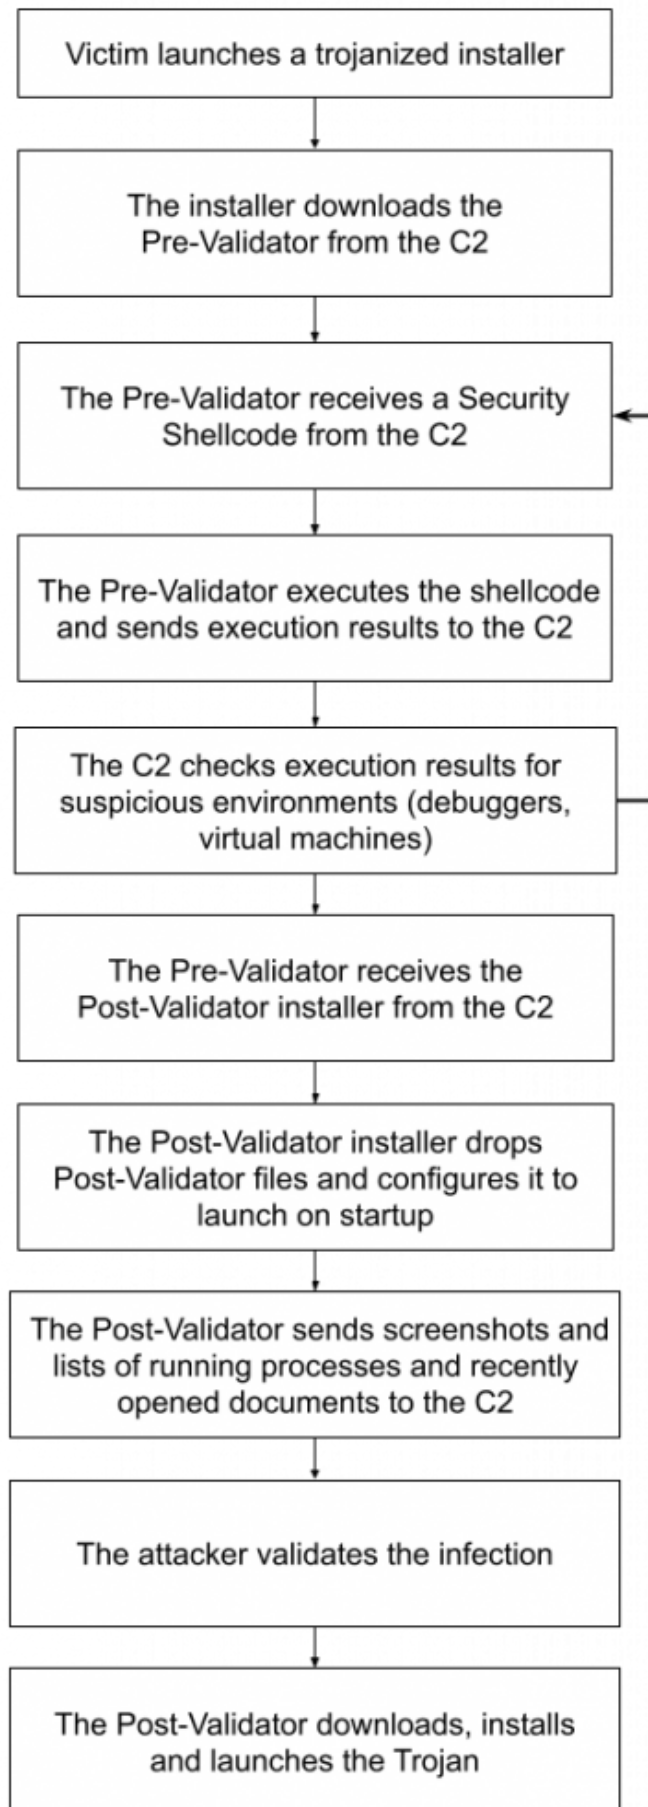 Victim launches a trojanized installer
The installer downloads the
Pre-Validator from the C2
The Pre-Validator receives a Security
Shellcode from the C2
The Pre-Validator executes the shellcode
and sends execution results to the C2
The C2 checks execution results for
suspicious environments (debuggers,
virtual machines)
The Pre-Validator receives the
Post-Validator installer from the C2
The Post-Validator installer drops
Post-Validator files and configures it to
launch on startup
The Post-Validator sends screenshots and
lists of running processes and recently
opened documents to the C2
The attacker validates the infection
The Post-Validator downloads, installs
and launches the Trojan